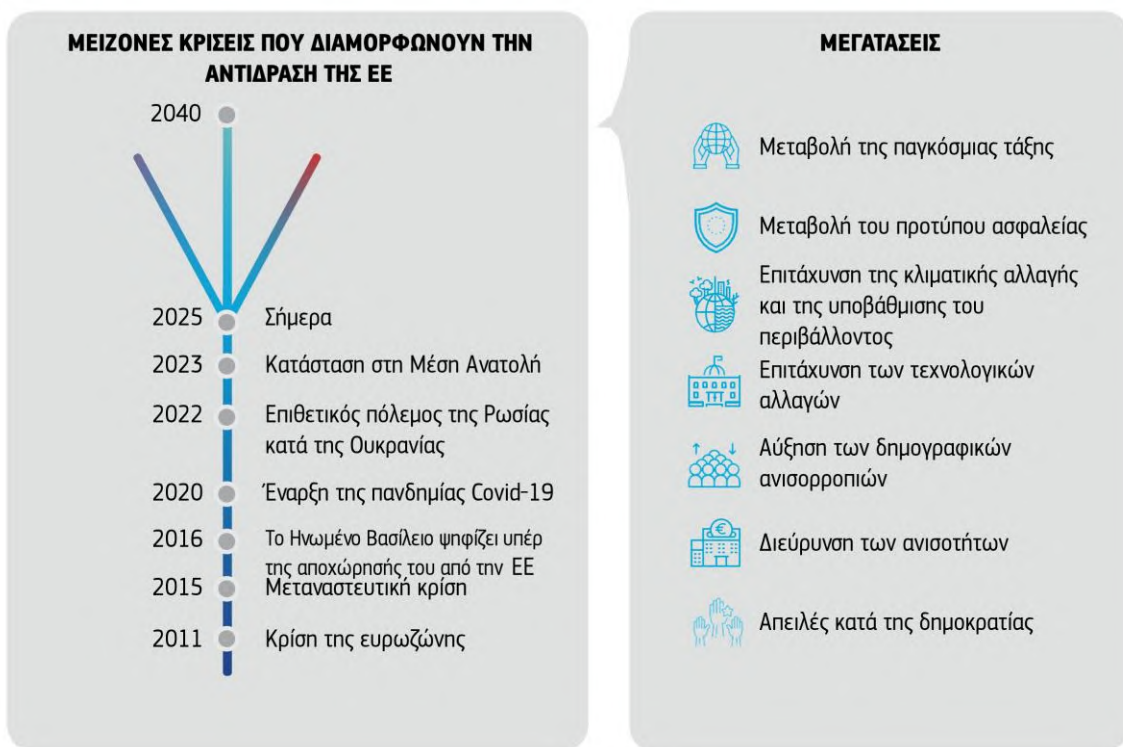 ΜΕΙΖΟΝΕΣ ΚΡΙΣΕΙΣ ΠΟΥ ΔΙΑΜΟΡΦΩΝΟΥΝ ΤΗΝ
ΑΝΤΙΔΡΑΣΗ ΤΗΣ ΕΕ
2040
2025 Σήμερα
2023 Κατάσταση στη Μέση Ανατολή
2022 Επιθετικός πόλεμος της Ρωσίας
κατά της Ουκρανίας
2020 Έναρξη της πανδημίας Covid-19
2016 Το Ηνωμένο Βασίλειο ψηφίζει υπέρ
της αποχώρησής του από την ΕΕ
2015 Μεταναστευτική κρίση
2011 Κρίση της ευρωζώνης
ΜΕΓΑΤΑΣΕΙΣ
Μεταβολή της παγκόσμιας τάξης
Μεταβολή του προτύπου ασφαλείας
Επιτάχυνση της κλιματικής αλλαγής
και της υποβάθμισης του
περιβάλλοντος
Επιτάχυνση των τεχνολογικών
αλλαγών
Αύξηση των δημογραφικών
ανισορροπιών
€
Διεύρυνση των ανισοτήτων
Απειλές κατά της δημοκρατίας